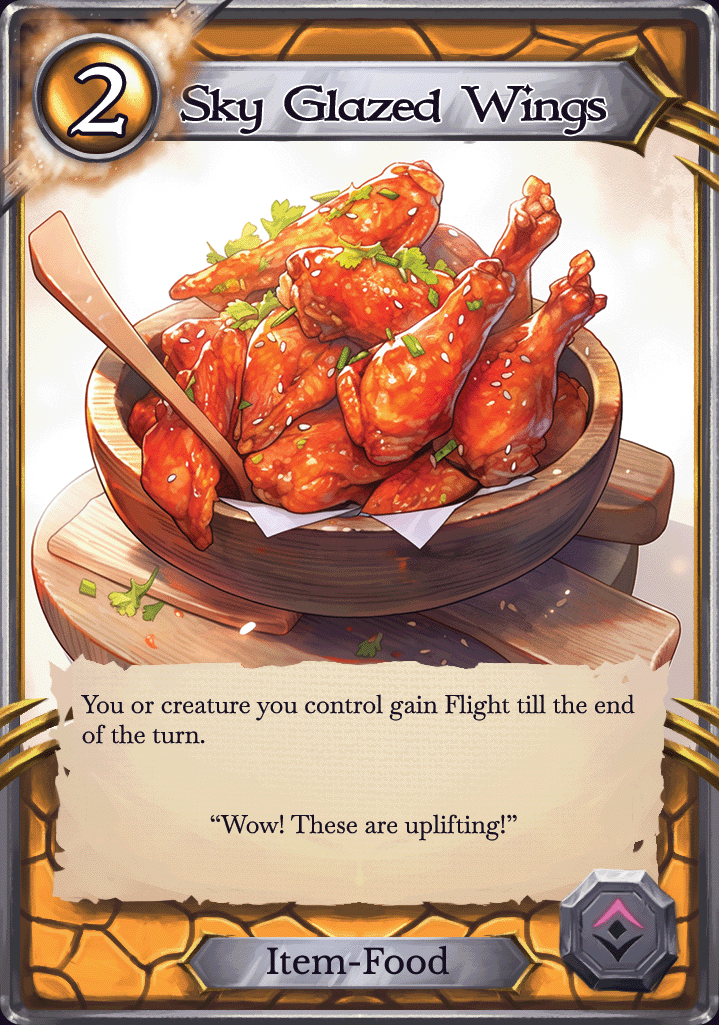 2
Sky Glazed Wings
You or creature you control gain Flight till the end
of the turn.
“Wow! These are uplifting!”
Item-Food